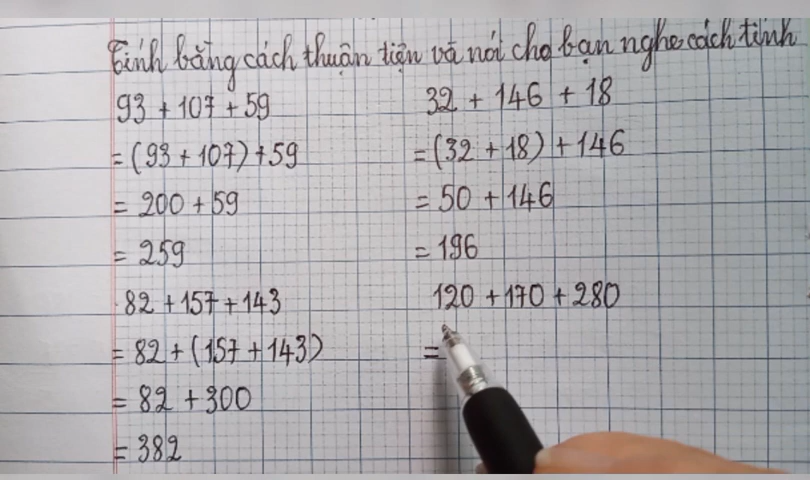 Tính bằng cách thuận tiện và nói cho bạn nghe cách tính
93 + 107 + 59
= (93 + 107) + 59
= 200 + 59
= 259
82 + 157 + 143
= 82 + (157 + 143)
= 82 + 300
= 382
32 + 146 + 18
= (32 + 18) + 146
= 50 + 146
= 196
120 + 170 + 280
=